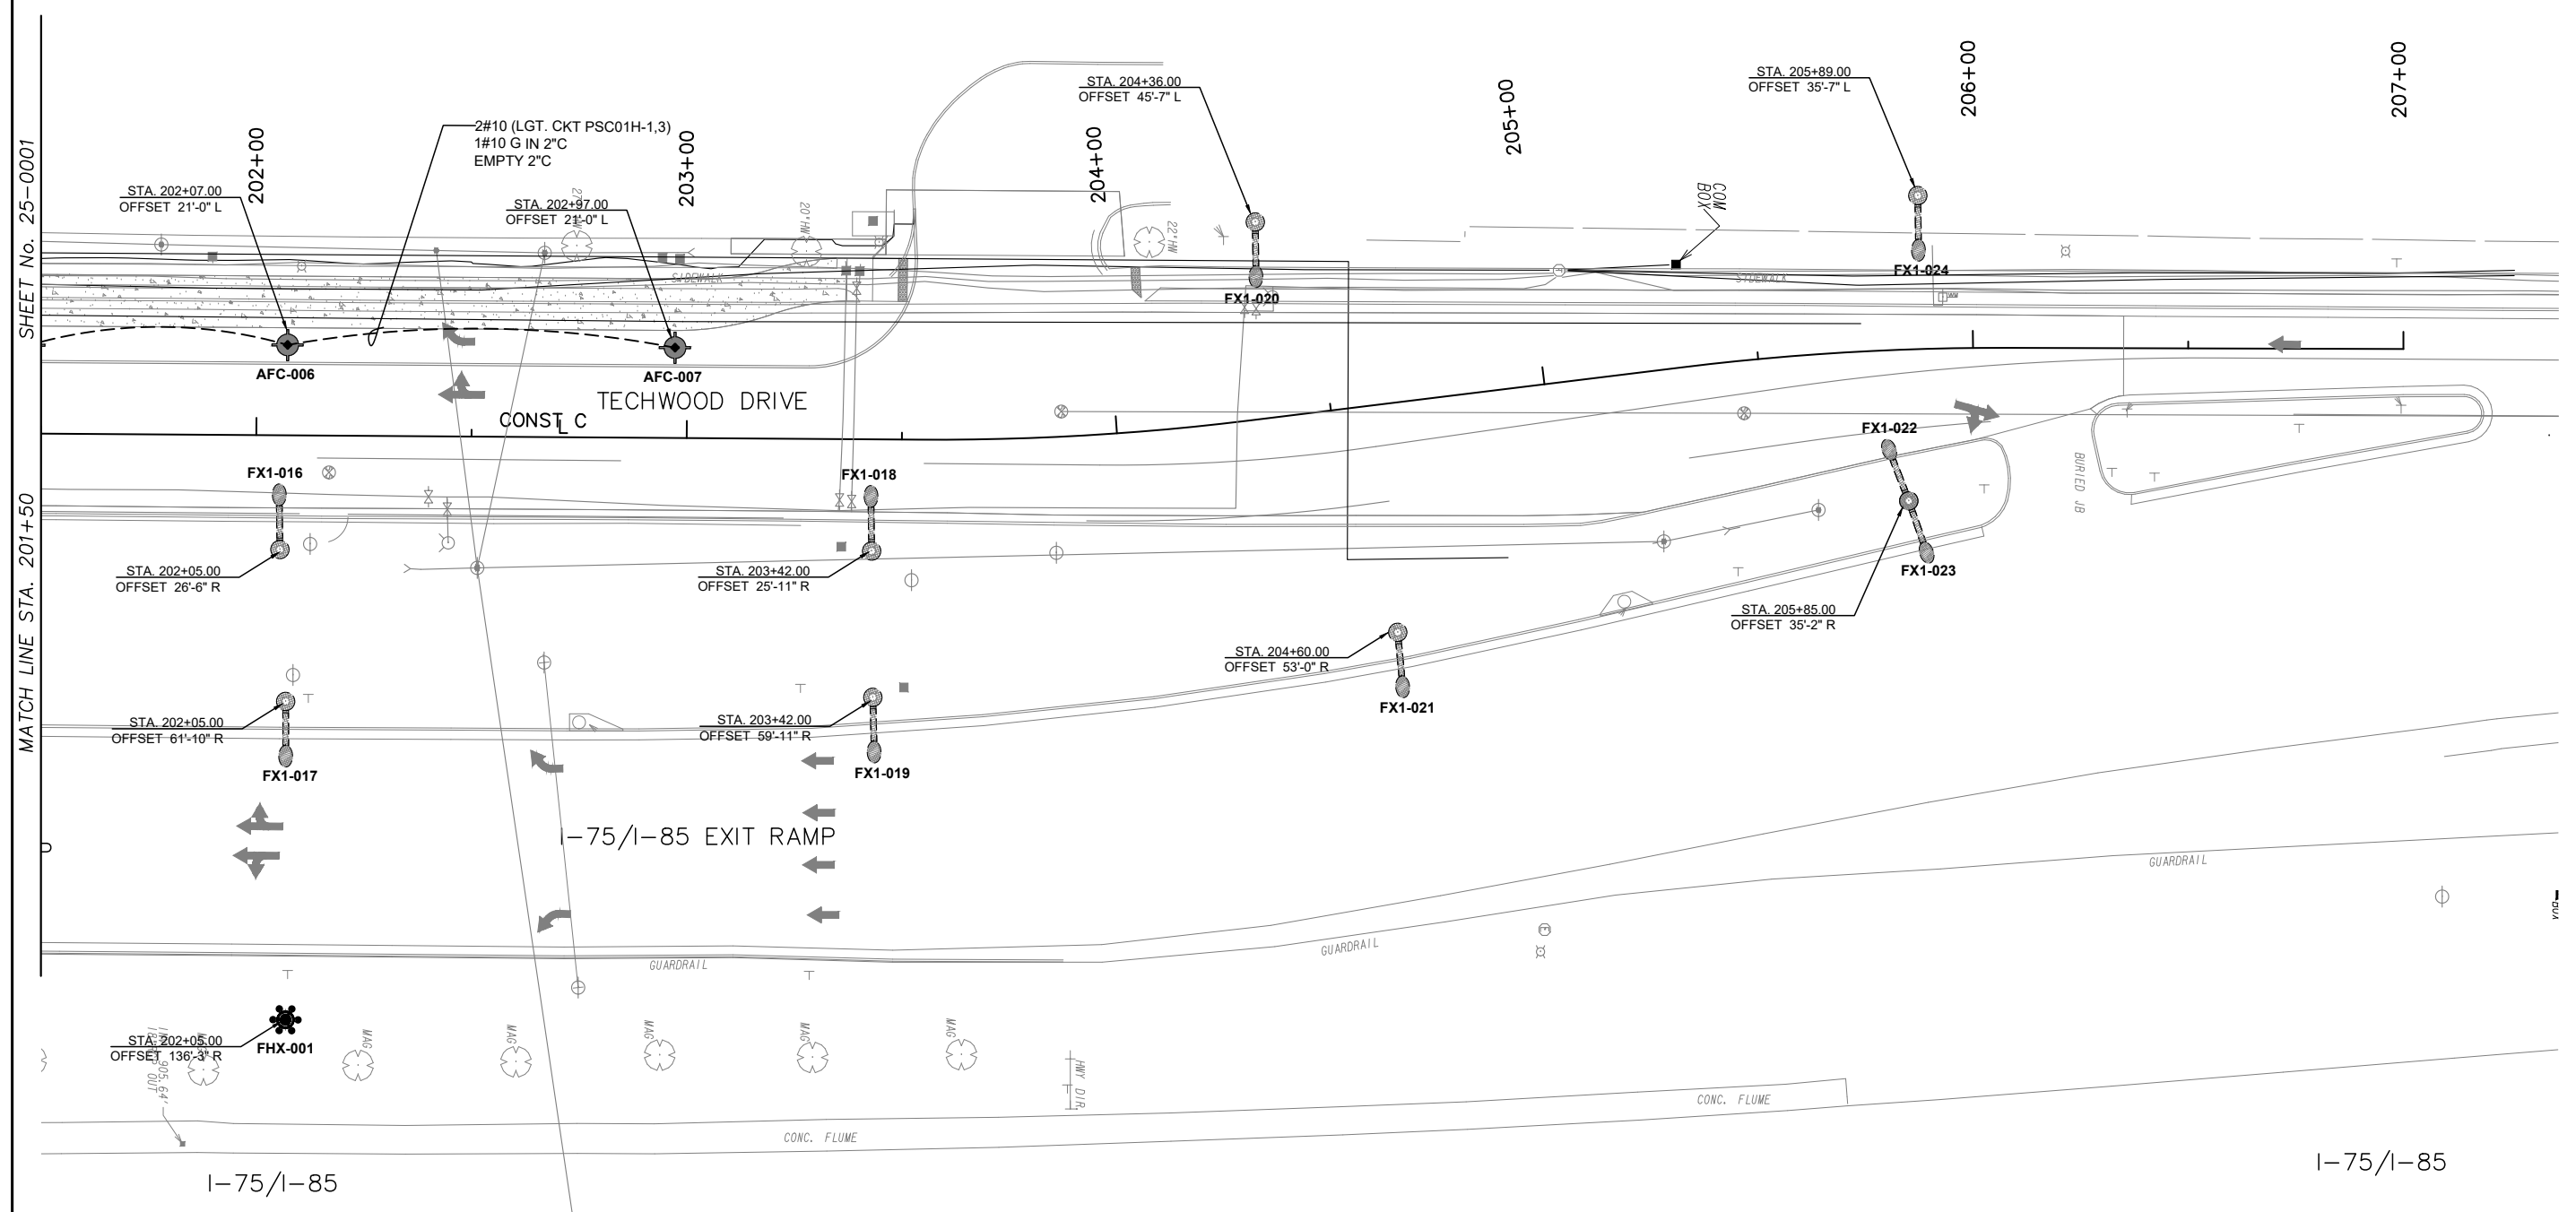 SHEET No. 25-0001
MATCH LINE STA. 201+50
202+00
203+00
204+00
205+00
206+00
207+00
STA. 204+36.00
OFFSET 45'-7" L
STA. 205+89.00
OFFSET 35'-7" L
2#10 (LGT. CKT PSC01H-1,3)
1#10 G IN 2"C
EMPTY 2"C
STA. 202+07.00
OFFSET 21'-0" L
STA. 202+97.00
OFFSET 21'-0" L
20'HW
22'HW
COM
BOX
SIDEWALK
SIDEWALK
FX1-020
FX1-024
AFC-006
AFC-007
TECHWOOD DRIVE
CONST C
L
FX1-022
BURIED JB
FX1-016
FX1-018
STA. 202+05.00
OFFSET 26'-6" R
STA. 203+42.00
OFFSET 25'-11" R
FX1-023
STA. 205+85.00
OFFSET 35'-2" R
STA. 204+60.00
OFFSET 53'-0" R
FX1-021
STA. 202+05.00
OFFSET 61'-10" R
STA. 203+42.00
OFFSET 59'-11" R
FX1-017
FX1-019
I-75/I-85 EXIT RAMP
GUARDRAIL
GUARDRAIL
GUARDRAIL
STA. 202+05.00
OFFSET 136'-3" R
FHX-001
MAG
MAG
MAG
MAG
MAG
HWY DIR
CONC. FLUME
CONC. FLUME
I-75/I-85
I-75/I-85